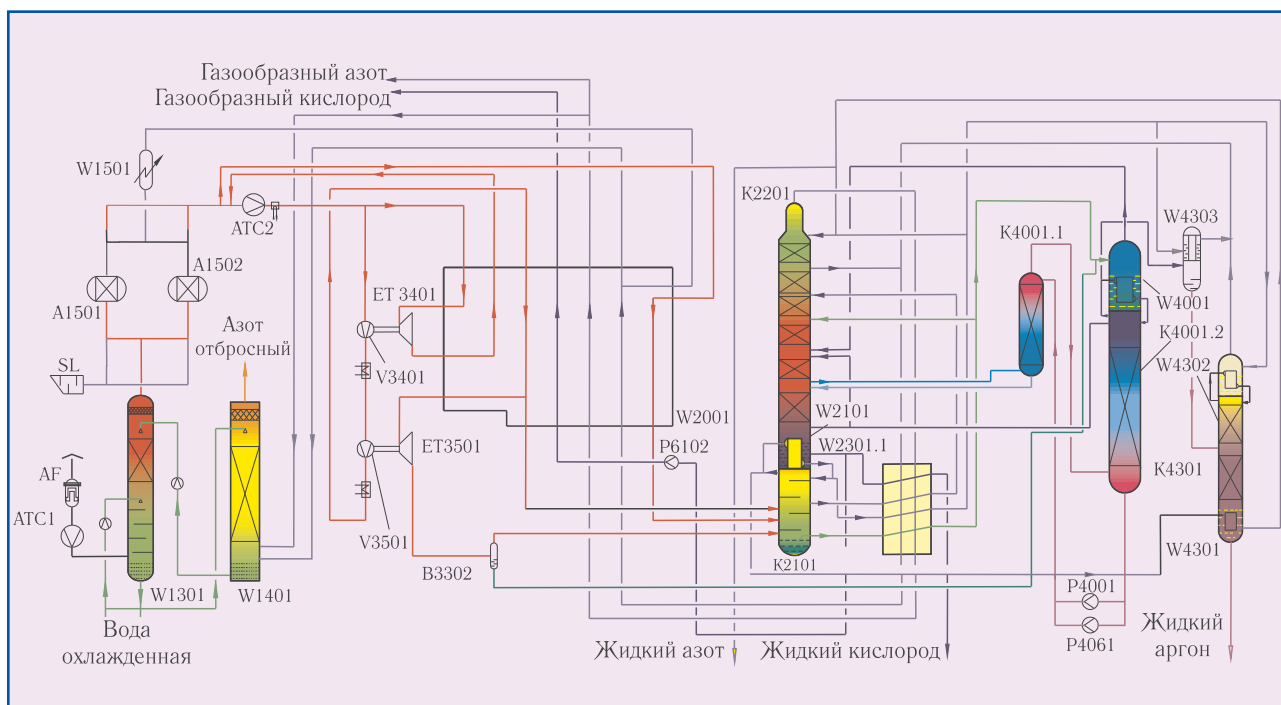 Газообразный азот
Газообразный кислород
W1501
АТС2
A1501
A1502
SL
Азот
отбросный
AF
АТС1
W1301
W1401
Вода
охлажденная
ET 3401
V3401
ET3501
V3501
B3302
W2001
P6102
K2201
W2101
W2301.1
K2101
Жидкий азот
Жидкий кислород
K4001.1
W4303
W4001
K4001.2
W4302
K4301
W4301
P4001
P4061
Жидкий
аргон